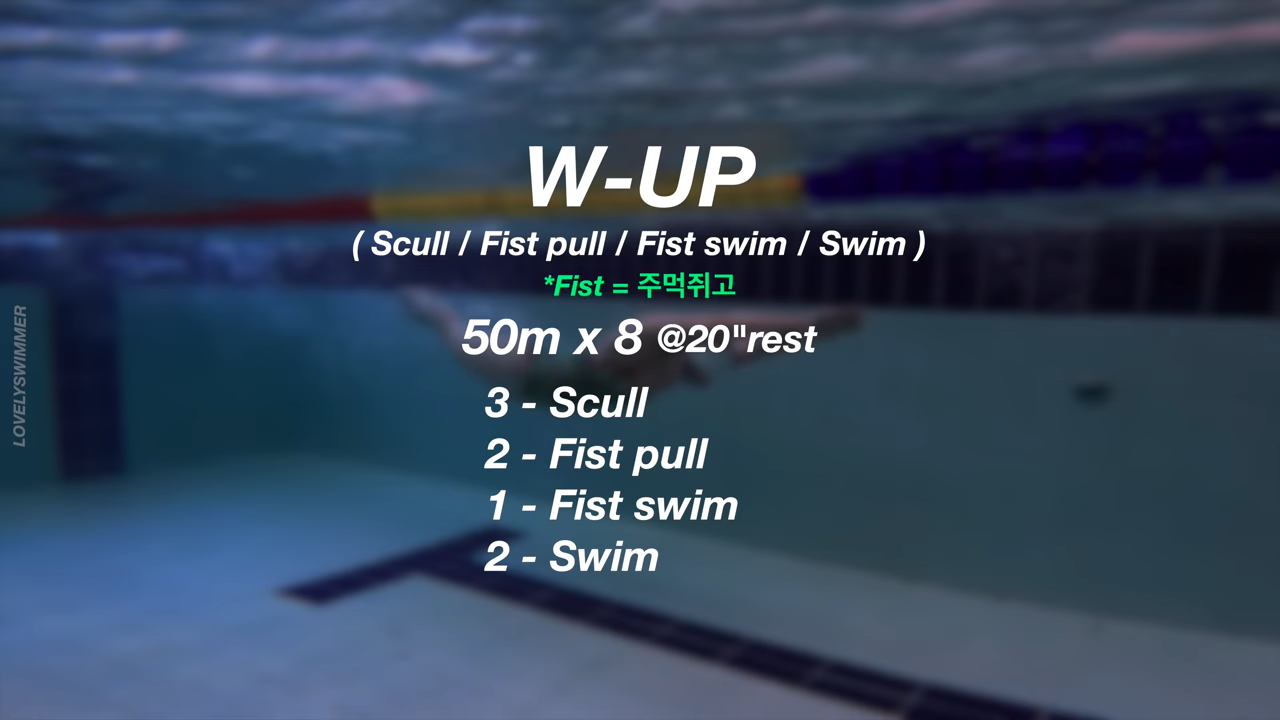 W-UP
( Scull / Fist pull / Fist swim / Swim )
*Fist = 주먹쥐고
50m x 8 @20"rest
3 - Scull
2 - Fist pull
1 - Fist swim
2 - Swim
LOVELYSWIMMER